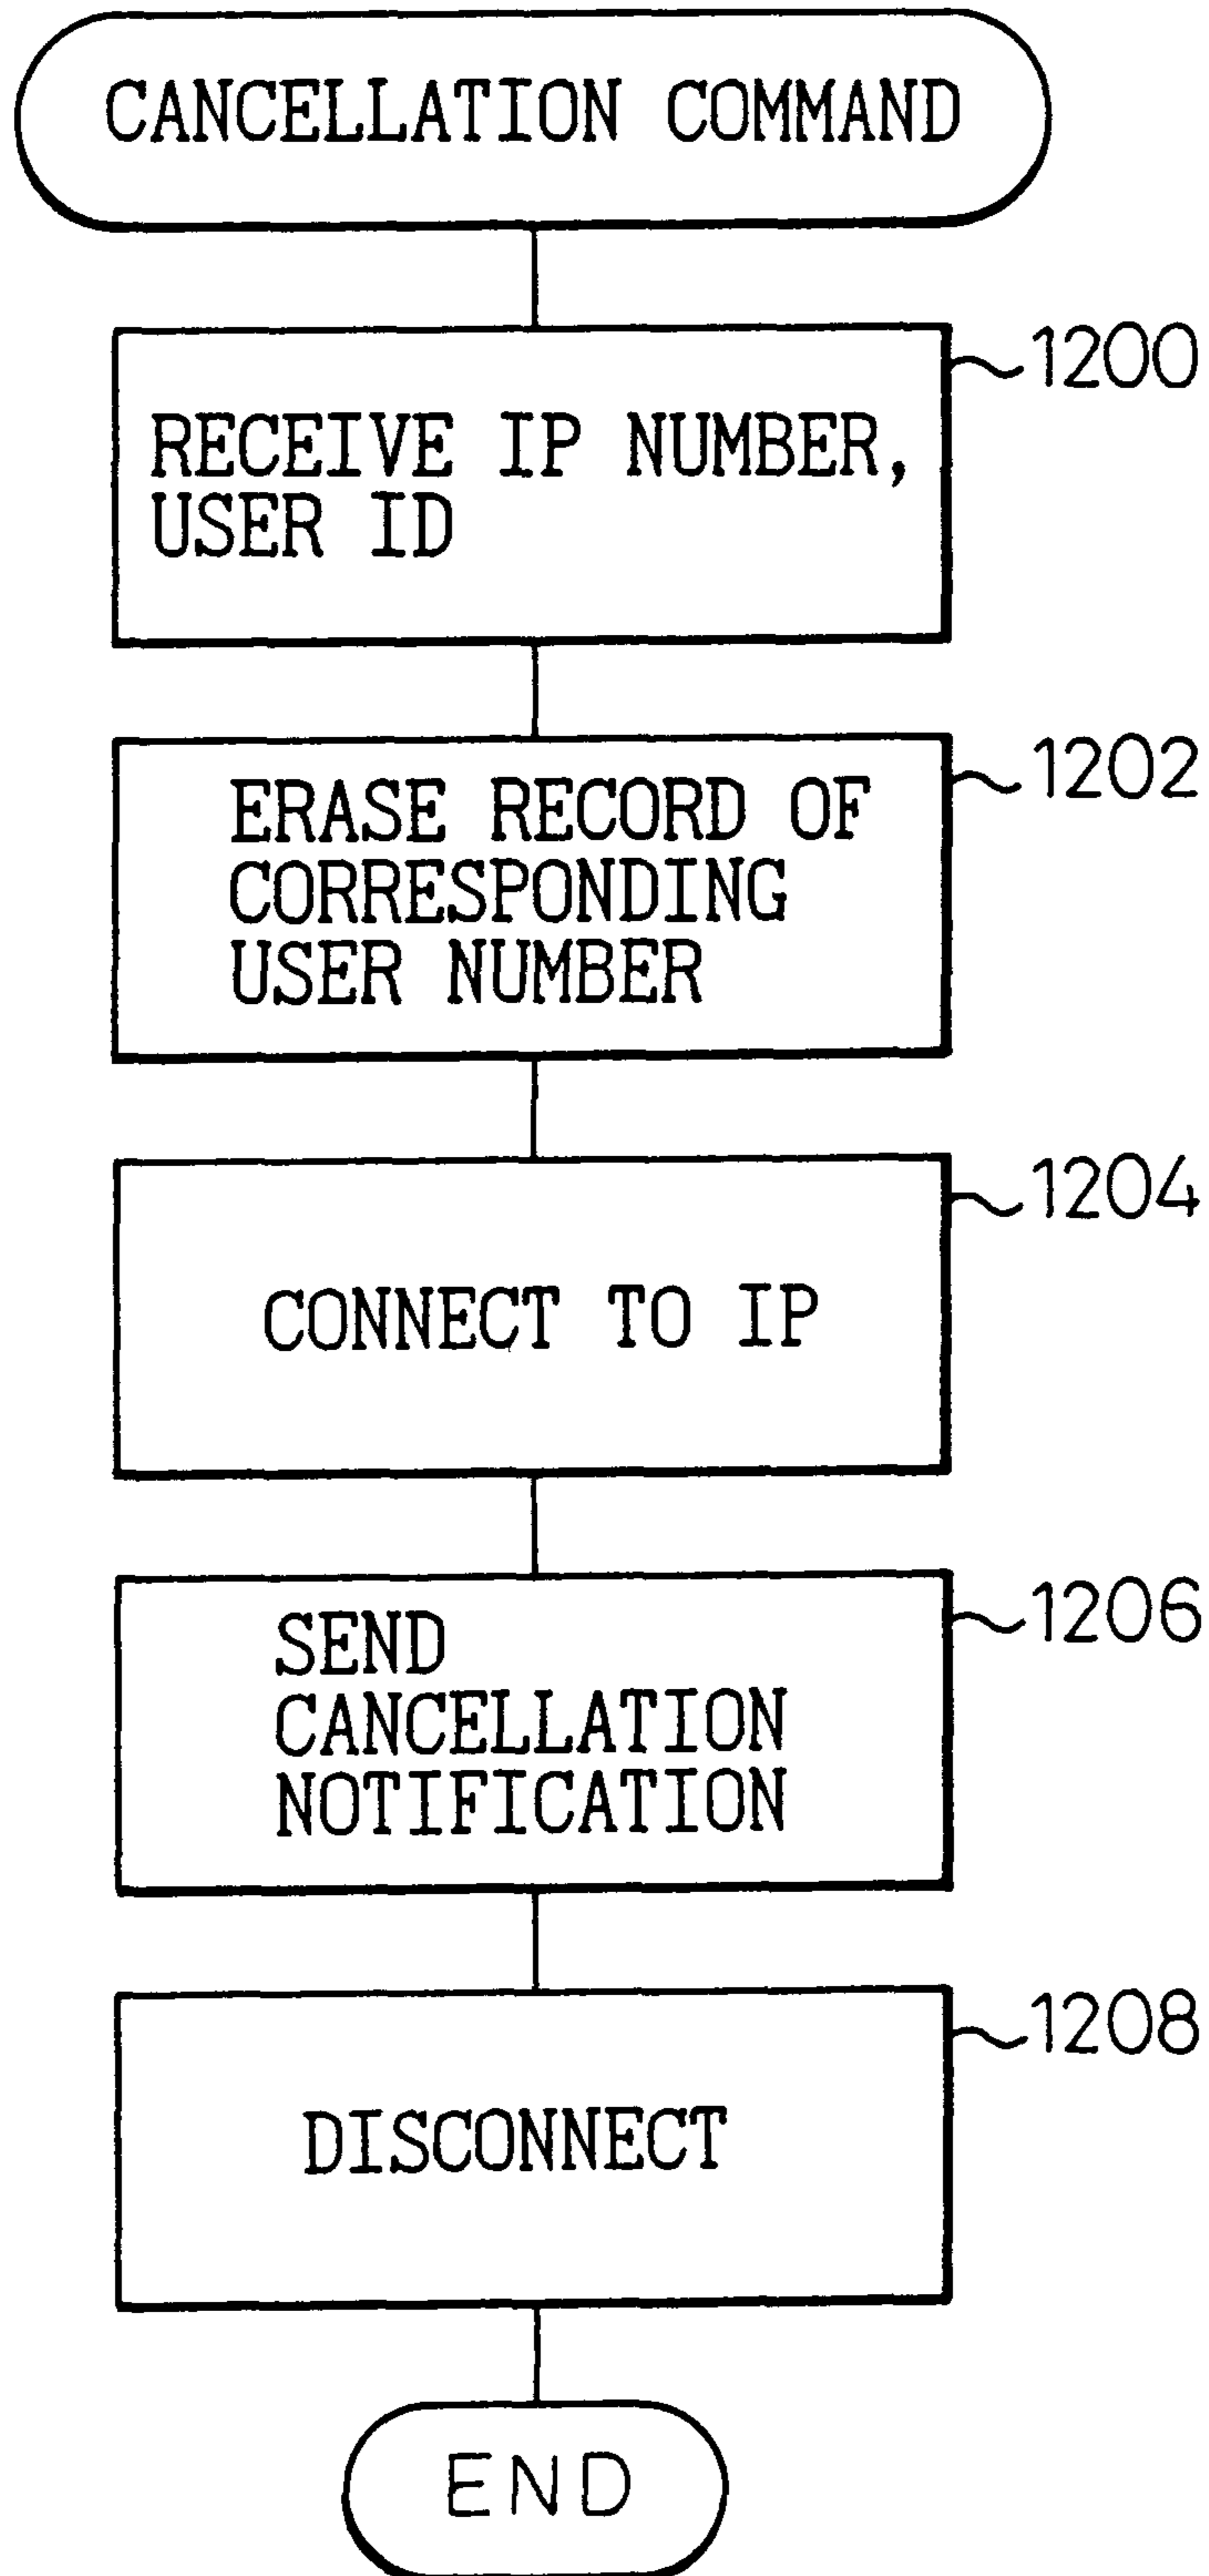 CANCELLATION COMMAND
1200
RECEIVE IP NUMBER,
USER ID
1202
ERASE RECORD OF
CORRESPONDING
USER NUMBER
1204
CONNECT TO IP
1206
SEND
CANCELLATION
NOTIFICATION
1208
DISCONNECT
END